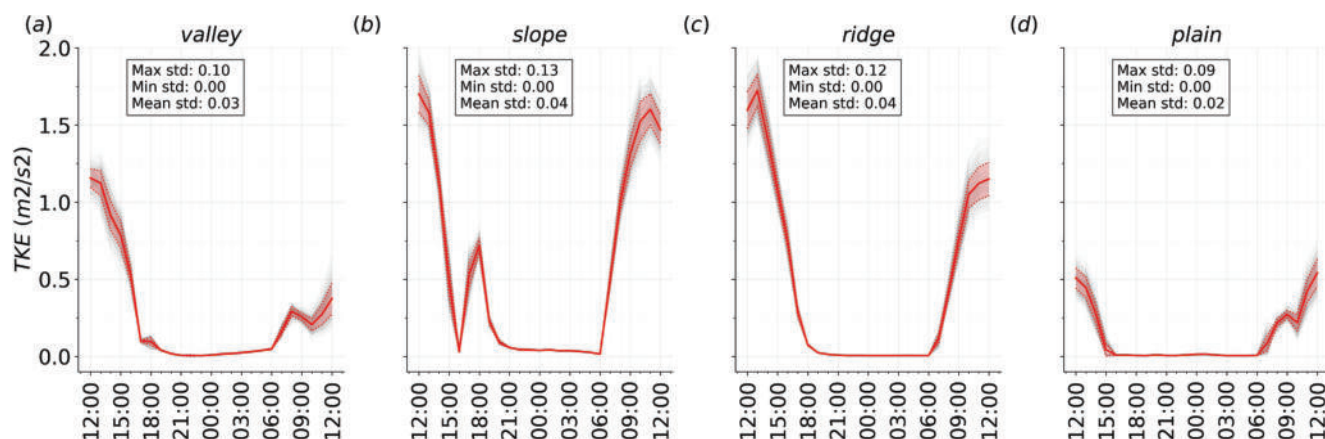 (a) valley
(b) slope
(c) ridge
(d) plain
TKE (m2/s2)
2.0
1.5
1.0
0.5
0.0
Max std: 0.10
Min std: 0.00
Mean std: 0.03
Max std: 0.13
Min std: 0.00
Mean std: 0.04
Max std: 0.12
Min std: 0.00
Mean std: 0.04
Max std: 0.09
Min std: 0.00
Mean std: 0.02
12:00 15:00 18:00 21:00 00:00 03:00 06:00 09:00 12:00
12:00 15:00 18:00 21:00 00:00 03:00 06:00 09:00 12:00
12:00 15:00 18:00 21:00 00:00 03:00 06:00 09:00 12:00
12:00 15:00 18:00 21:00 00:00 03:00 06:00 09:00 12:00